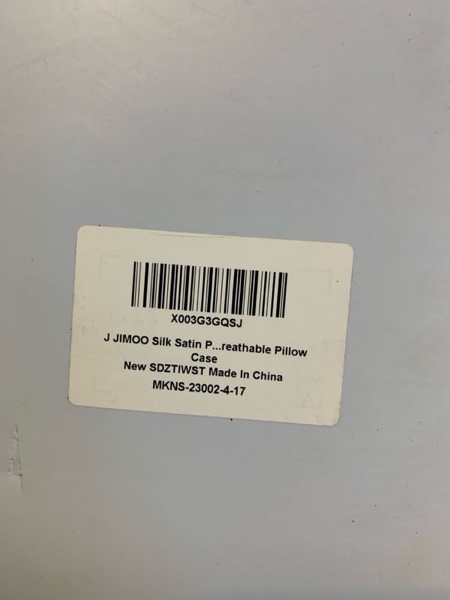 X003G3GQSJ
J JIMOO Silk Satin P...reathable Pillow
Case
New SDZTIWST Made In China
MKNS-23002-4-17